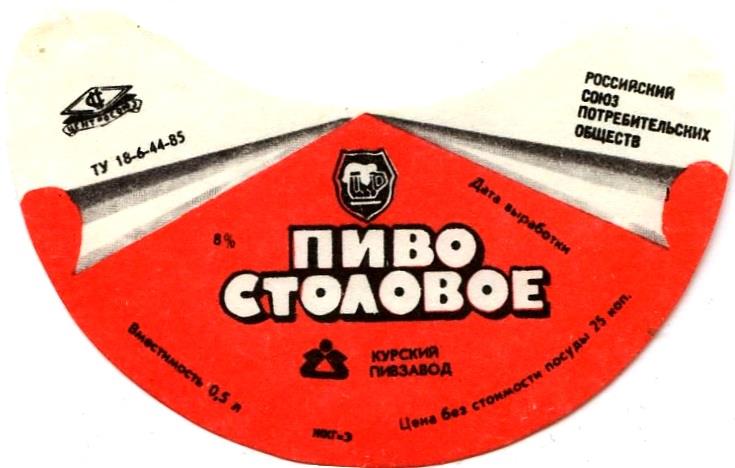 ЦЕНТРОСОЮЗ
ТУ 18-6-44-85
РОССИЙСКИЙ
СОЮЗ
ПОТРЕБИТЕЛЬСКИХ
ОБЩЕСТВ
Дата выработки
8%
ПИВО
СТОЛОВОЕ
КУРСКИЙ
ПИВЗАВОД
Вместимость 0,5 л
Цена без стоимости посуды 25 коп.